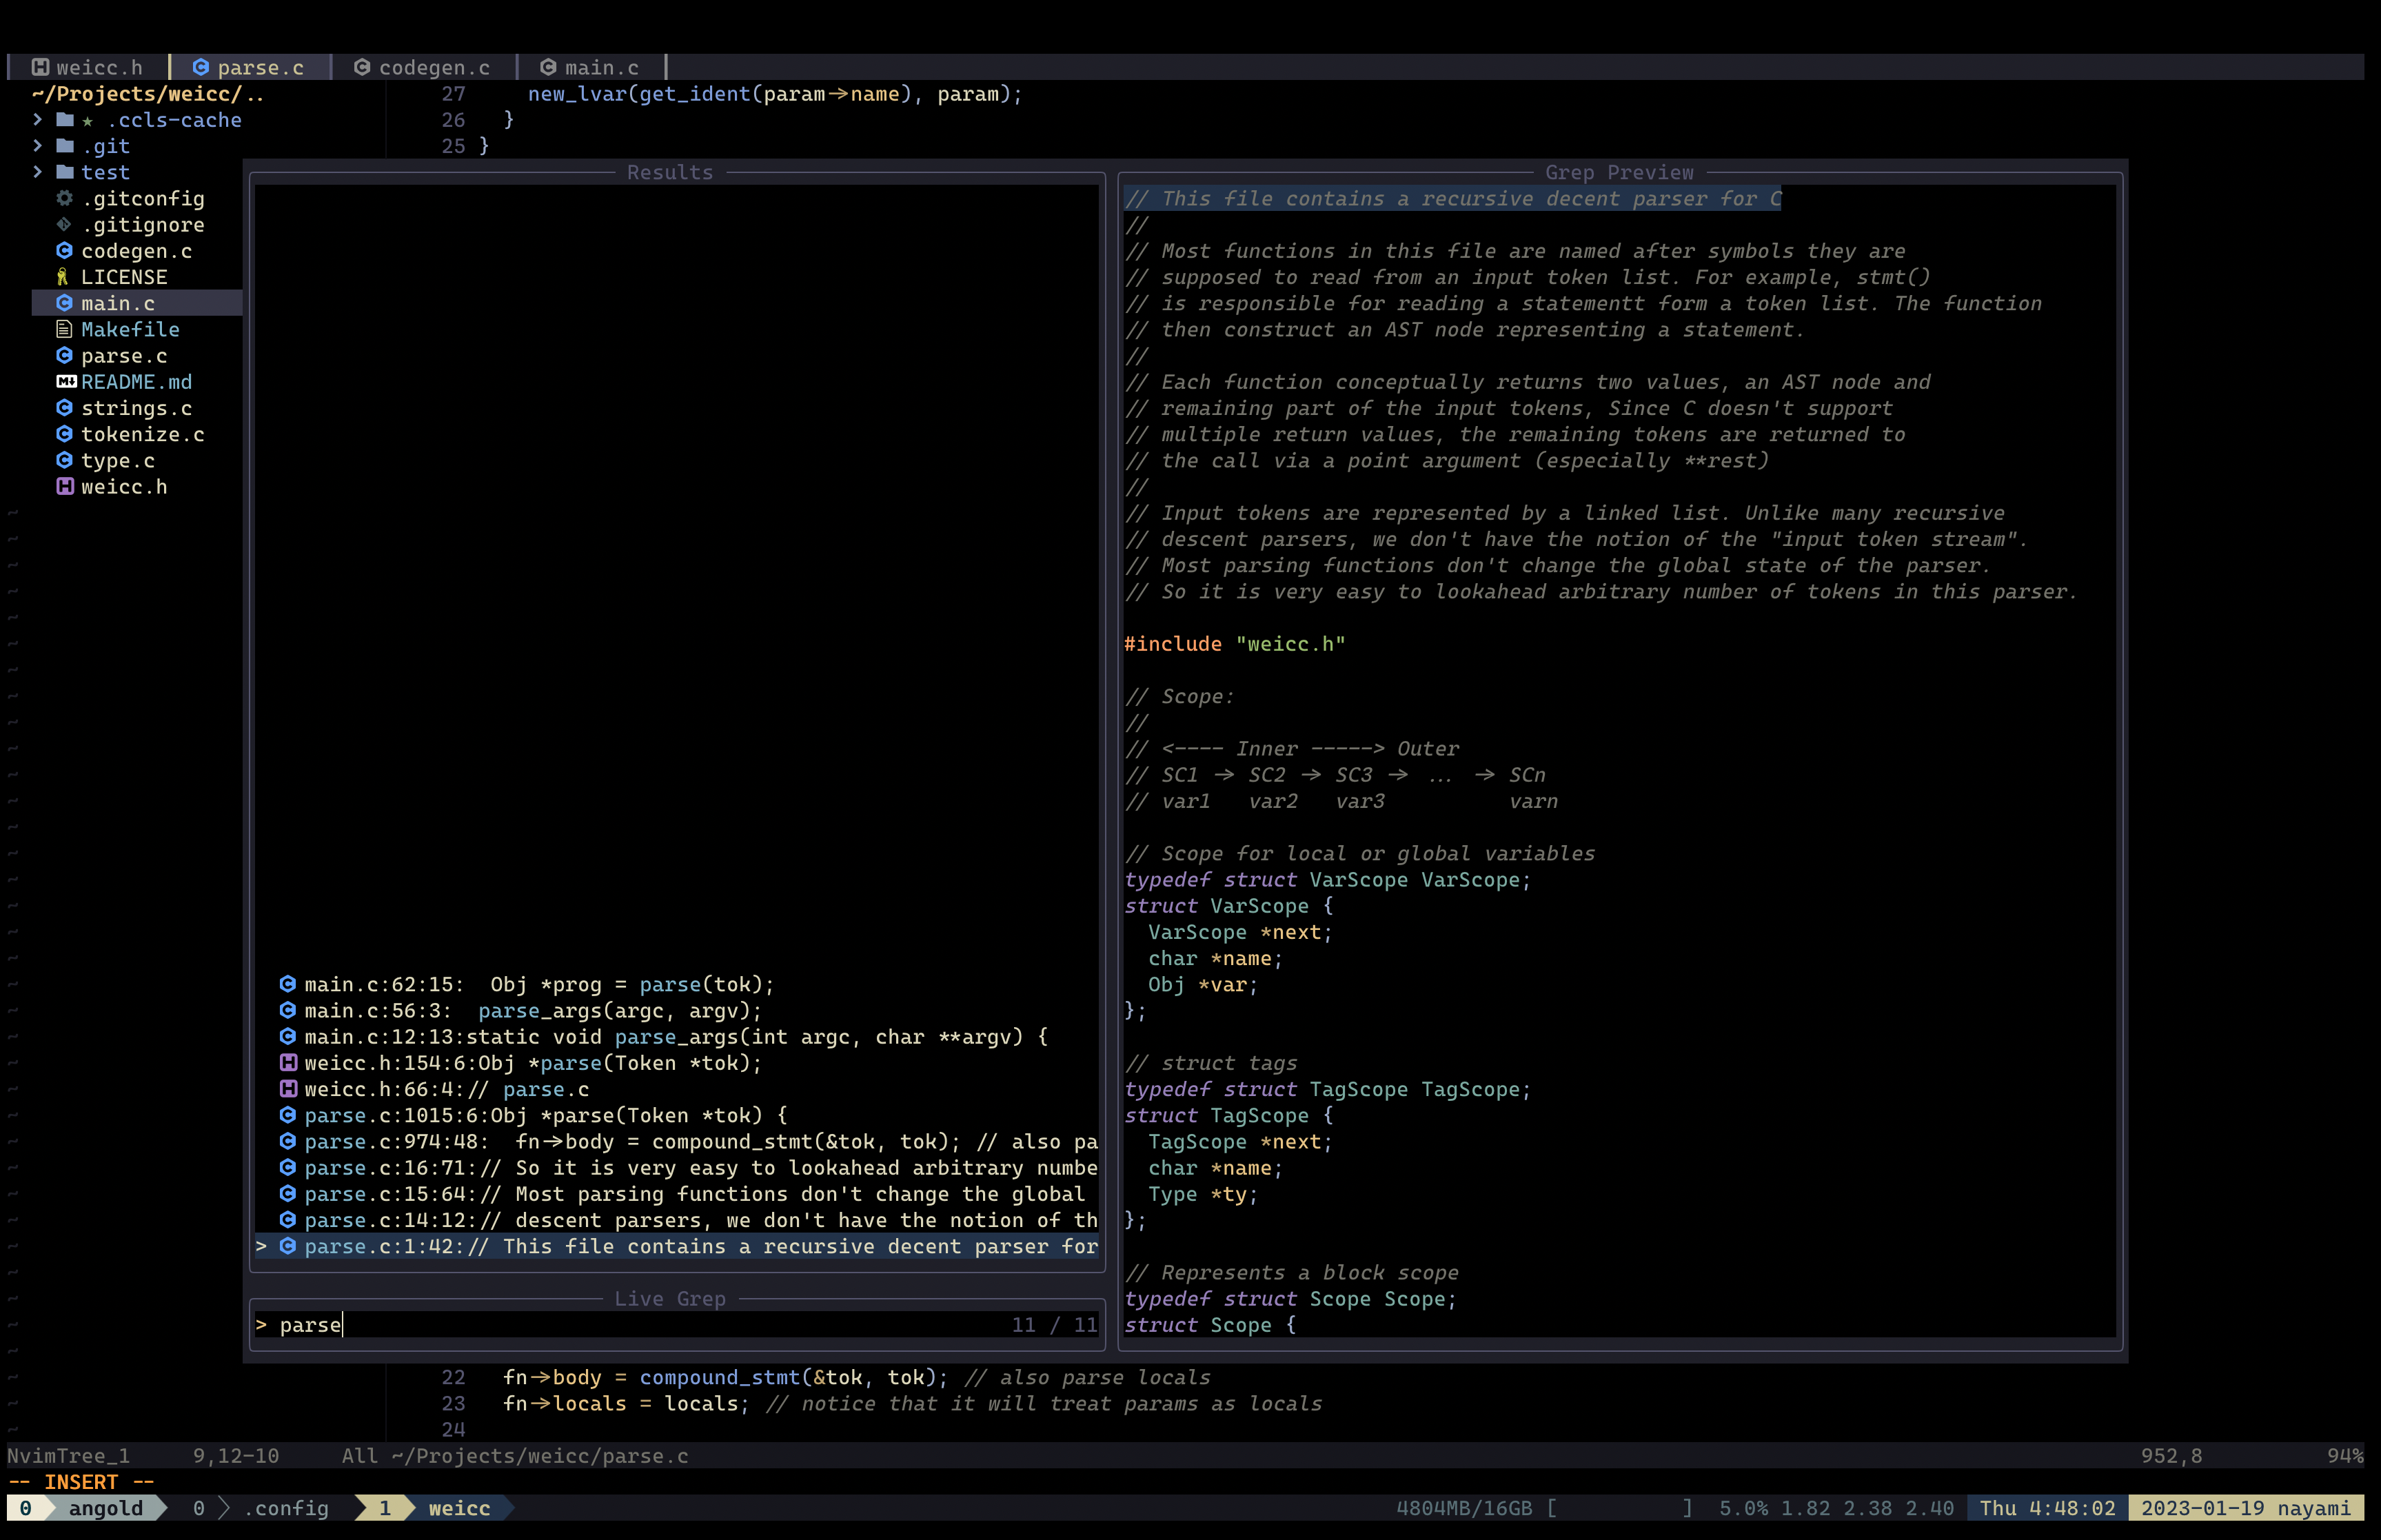 weicc.h parse.c codegen.c main.c
~/Projects/weicc/..
> ★ .ccls-cache
> .git
> test
.gitconfig
.gitignore
codegen.c
LICENSE
main.c
Makefile
parse.c
README.md
strings.c
tokenize.c
type.c
weicc.h
27 new_lvar(get_ident(param->name), param);
26 }
25 }
Results
main.c:62:15: Obj *prog = parse(tok);
main.c:56:3: parse_args(argc, argv);
main.c:12:13:static void parse_args(int argc, char **argv) {
weicc.h:154:6:Obj *parse(Token *tok);
weicc.h:66:4:// parse.c
parse.c:1015:6:Obj *parse(Token *tok) {
parse.c:974:48: fn->body = compound_stmt(&tok, tok); // also pa
parse.c:16:71:// So it is very easy to lookahead arbitrary numbe
parse.c:15:64:// Most parsing functions don't change the global
parse.c:14:12:// descent parsers, we don't have the notion of th
> parse.c:1:42:// This file contains a recursive decent parser for
Live Grep
> parse 11 / 11
Grep Preview
// This file contains a recursive decent parser for C
//
// Most functions in this file are named after symbols they are
// supposed to read from an input token list. For example, stmt()
// is responsible for reading a statementt form a token list. The function
// then construct an AST node representing a statement.
//
// Each function conceptually returns two values, an AST node and
// remaining part of the input tokens, Since C doesn't support
// multiple return values, the remaining tokens are returned to
// the call via a point argument (especially **rest)
//
// Input tokens are represented by a linked list. Unlike many recursive
// descent parsers, we don't have the notion of the "input token stream".
// Most parsing functions don't change the global state of the parser.
// So it is very easy to lookahead arbitrary number of tokens in this parser.
#include "weicc.h"
// Scope:
//
// <---- Inner -----> Outer
// SC1 -> SC2 -> SC3 -> ... -> SCn
// var1 var2 var3 varn
// Scope for local or global variables
typedef struct VarScope VarScope;
struct VarScope {
VarScope *next;
char *name;
Obj *var;
};
// struct tags
typedef struct TagScope TagScope;
struct TagScope {
TagScope *next;
char *name;
Type *ty;
};
// Represents a block scope
typedef struct Scope Scope;
struct Scope {
22 fn->body = compound_stmt(&tok, tok); // also parse locals
23 fn->locals = locals; // notice that it will treat params as locals
24
NvimTree_1 9,12-10 All ~/Projects/weicc/parse.c 952,8 94%
-- INSERT --
0 angold 0 > .config 1 weicc 4804MB/16GB [ ] 5.0% 1.82 2.38 2.40 Thu 4:48:02 2023-01-19 nayami